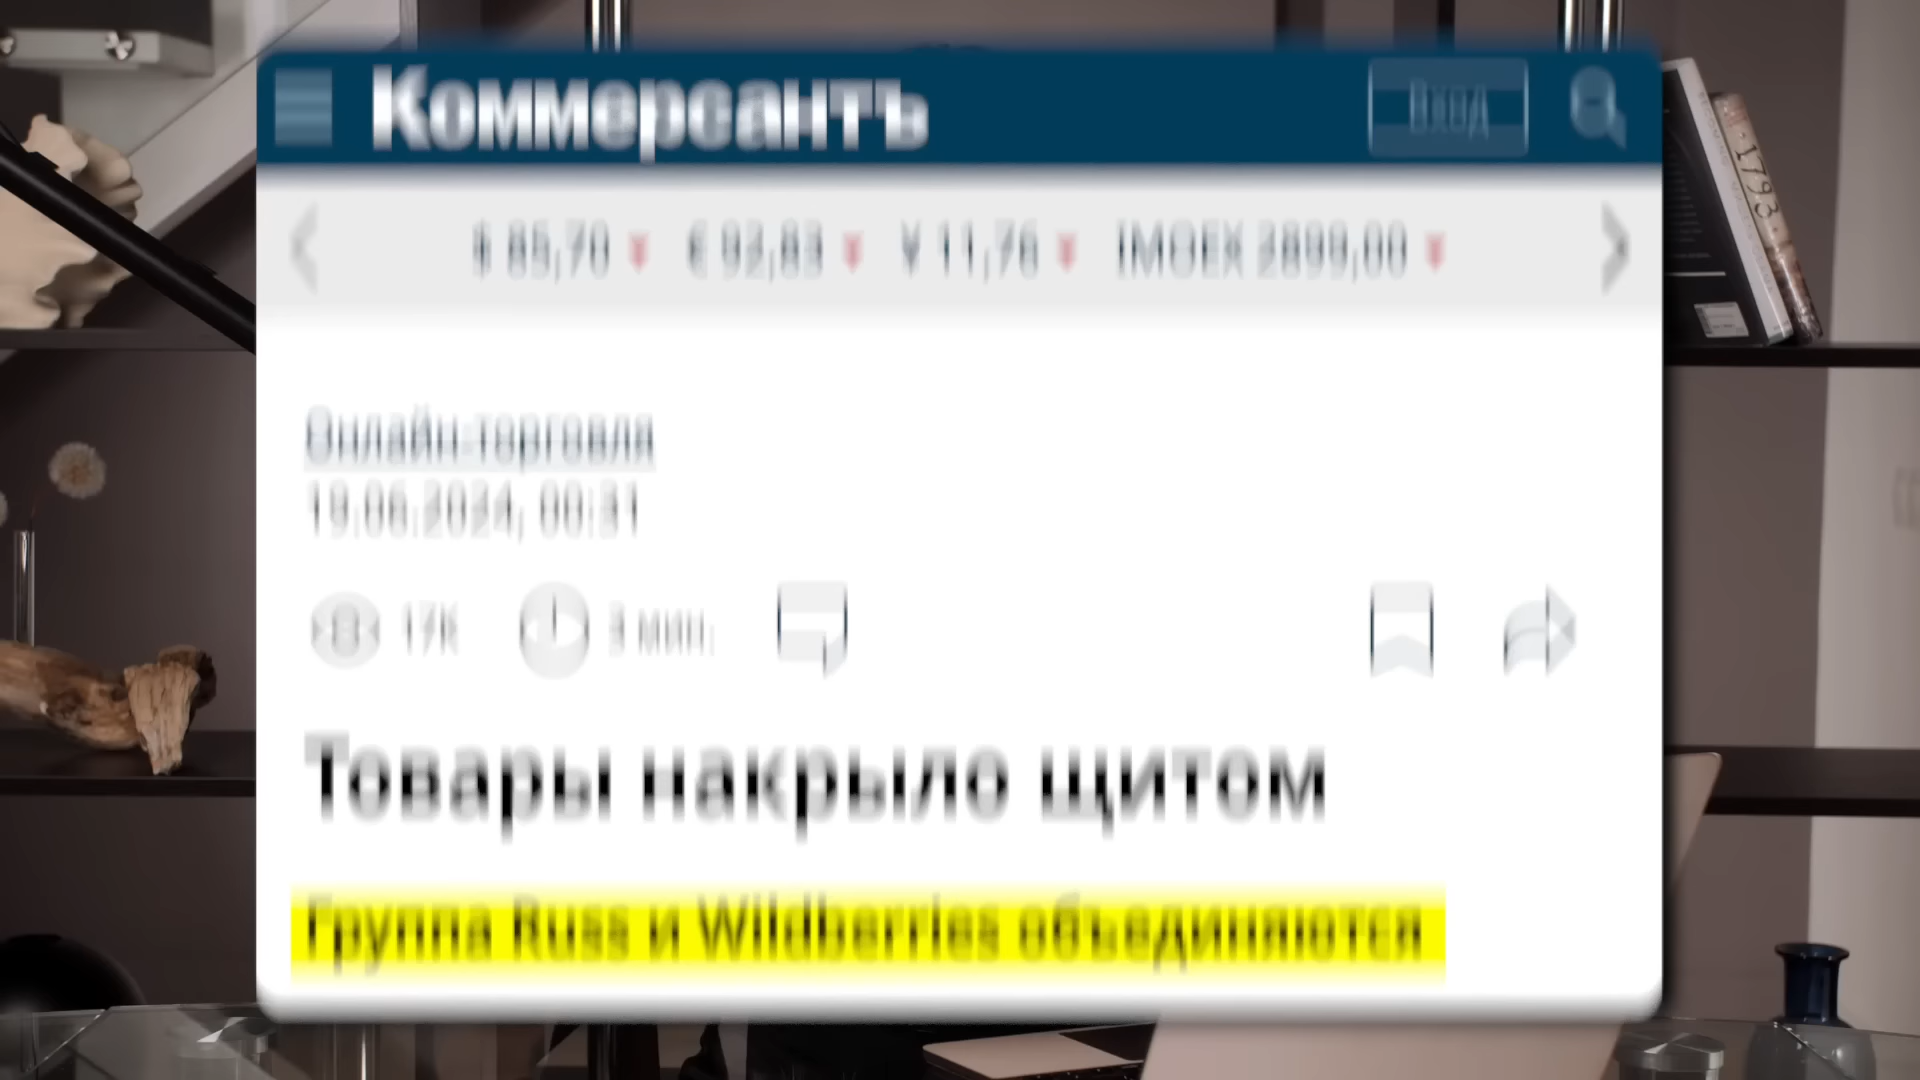 Коммерсантъ
Вход
$ 85,70 € 92,83 ¥ 11,76 IMOEX 2899,00
Онлайн-торговля
19.06.2024, 00:31
17K 3 мин.
Товары накрыло щитом
Группа Russ и Wildberries объединяются
1793